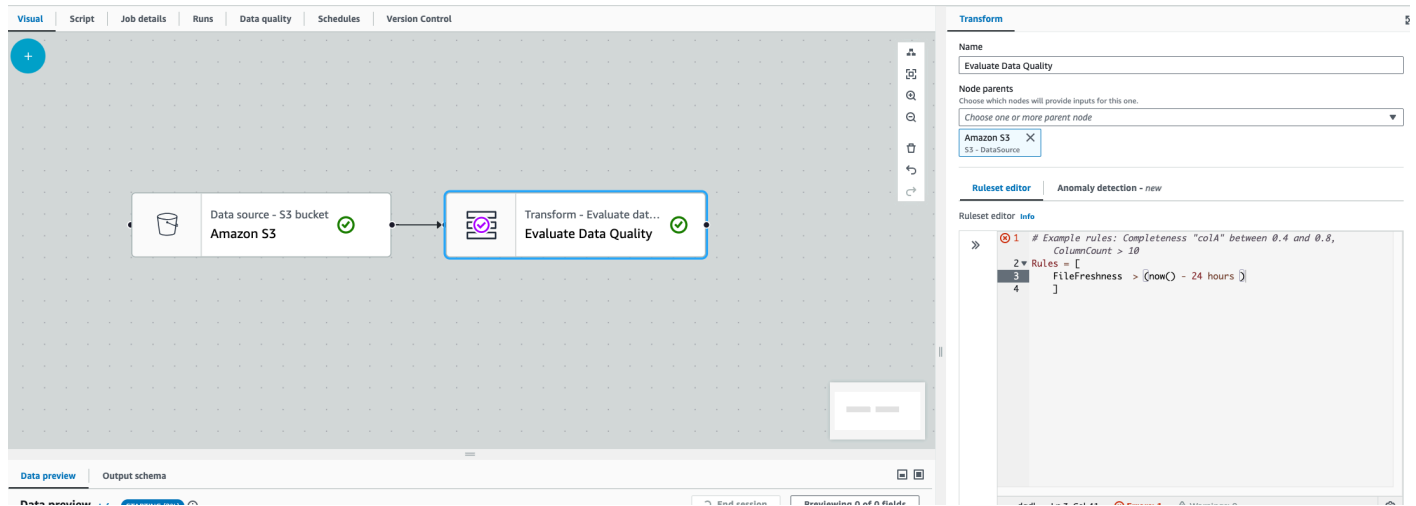 Visual Script Job details Runs Data quality Schedules Version Control
Data source - S3 bucket
Amazon S3
Transform - Evaluate dat...
Evaluate Data Quality
Data preview Output schema
Data preview
End session Previewing 0 of 0 fields
Transform
Name
Evaluate Data Quality
Node parents
Choose which nodes will provide inputs for this one.
Choose one or more parent node
Amazon S3
S3 - DataSource
Ruleset editor Anomaly detection - new
Ruleset editor Info
1 # Example rules: Completeness "colA" between 0.4 and 0.8,
ColumnCount > 10
2 Rules = [
3 FileFreshness > (now() - 24 hours )
4 ]
Errors: 1 Warnings: 0